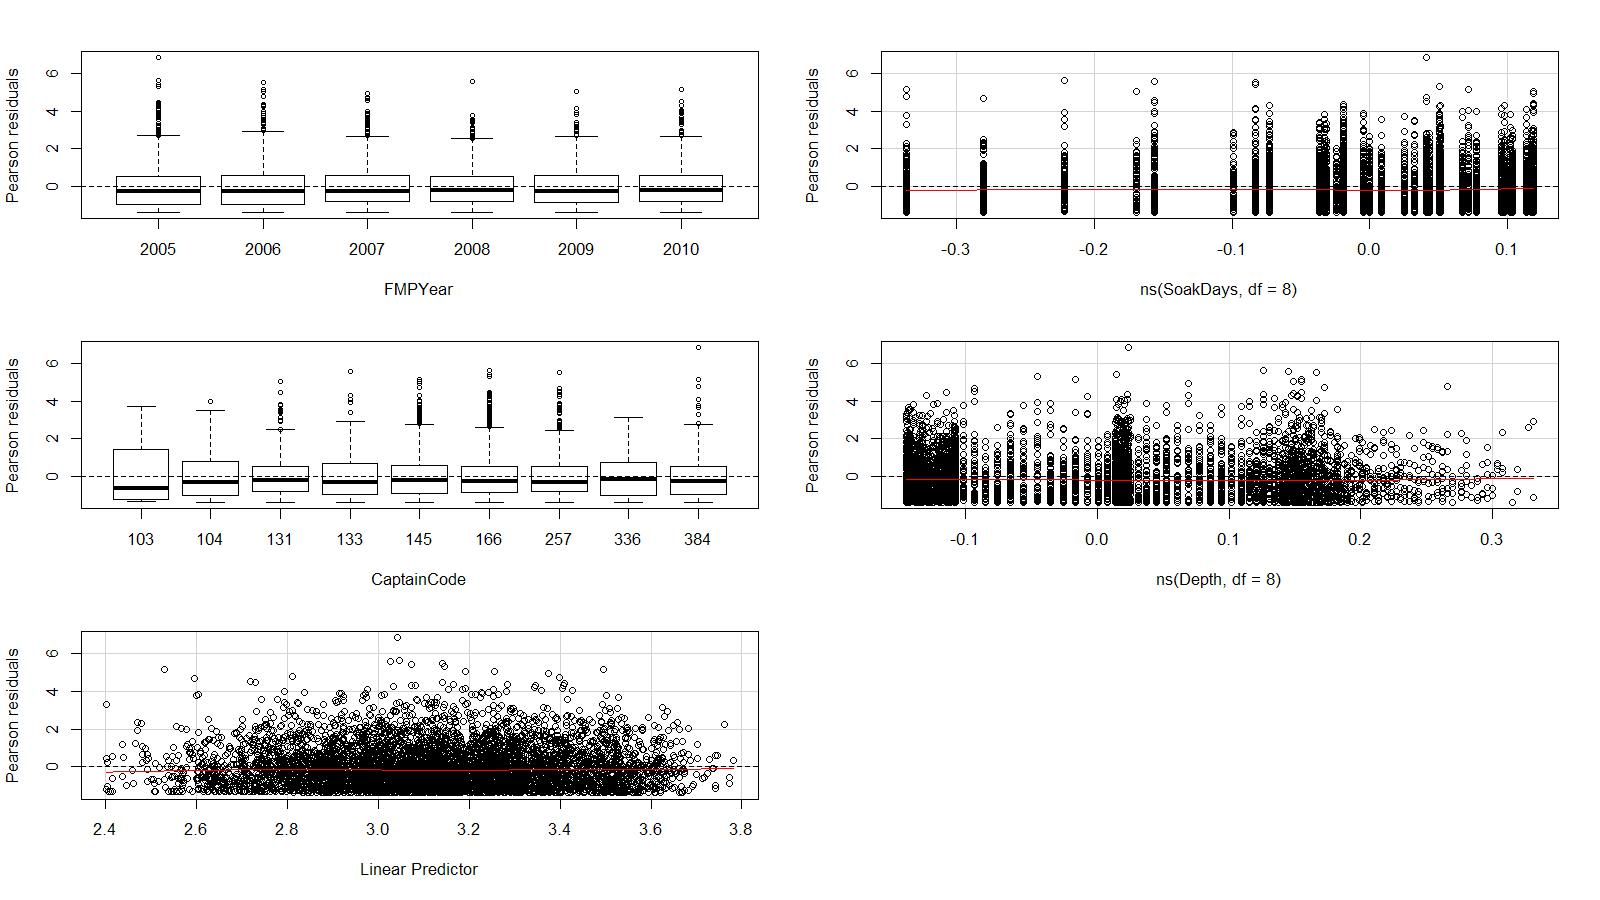 Pearson residuals
6
4
2
0
2005 2006 2007 2008 2009 2010
FMPYear
Pearson residuals
6
4
2
0
-0.3 -0.2 -0.1 0.0 0.1
ns(SoakDays, df = 8)
Pearson residuals
6
4
2
0
103 104 131 133 145 166 257 336 384
CaptainCode
Pearson residuals
6
4
2
0
-0.1 0.0 0.1 0.2 0.3
ns(Depth, df = 8)
Pearson residuals
6
4
2
0
2.4 2.6 2.8 3.0 3.2 3.4 3.6 3.8
Linear Predictor